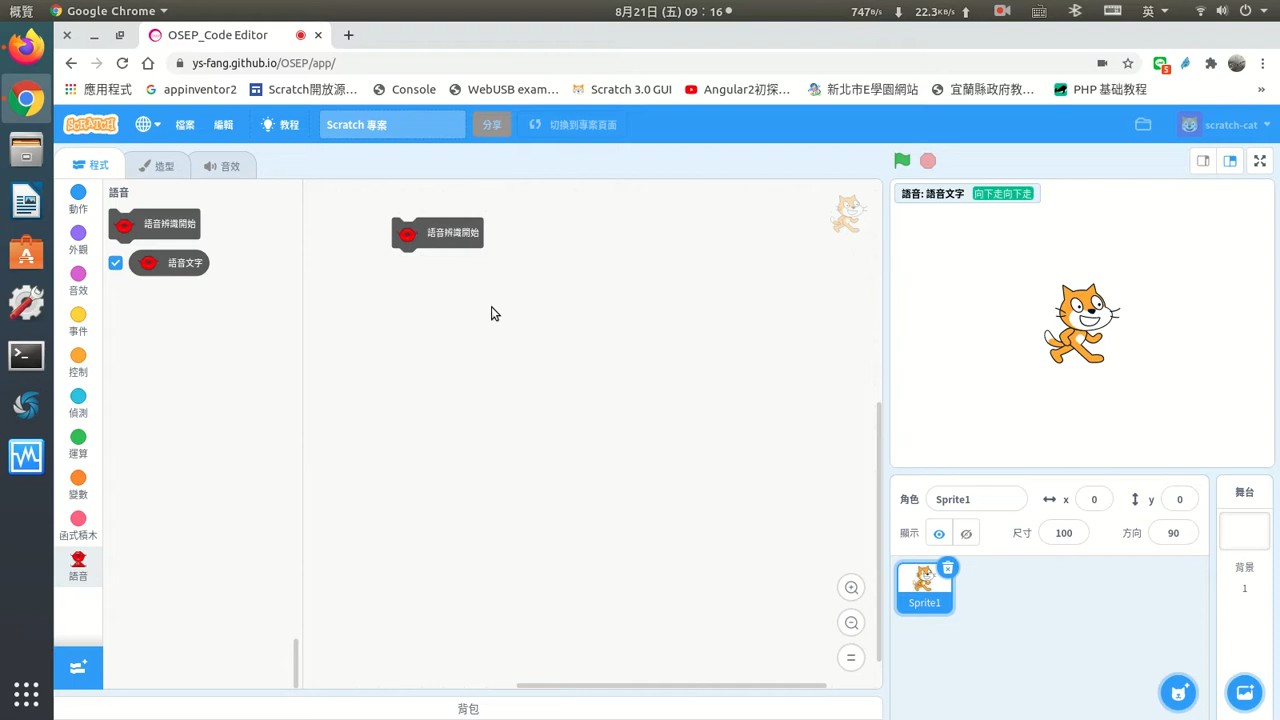 概覽 Google Chrome 8月21日 (五) 09:16 747B/s 22.3KB/s 英
OSEP_Code Editor
ys-fang.github.io/OSEP/app/
應用程式 appinventor2 Scratch開放源… Console WebUSB exam… Scratch 3.0 GUI Angular2初探… 新北市E學園網站 宜蘭縣政府教… PHP 基礎教程 »
5
SCRATCH 檔案 編輯 教程 Scratch 專案 分享 切換到專案頁面 scratch-cat
程式 造型 音效
動作
外觀
音效
事件
控制
偵測
運算
變數
函式積木
語音
語音
語音辨識開始
語音文字
語音辨識開始
語音: 語音文字 向下走向下走
角色 Sprite1 x 0 y 0
顯示 尺寸 100 方向 90
Sprite1
舞台
背景
1
背包